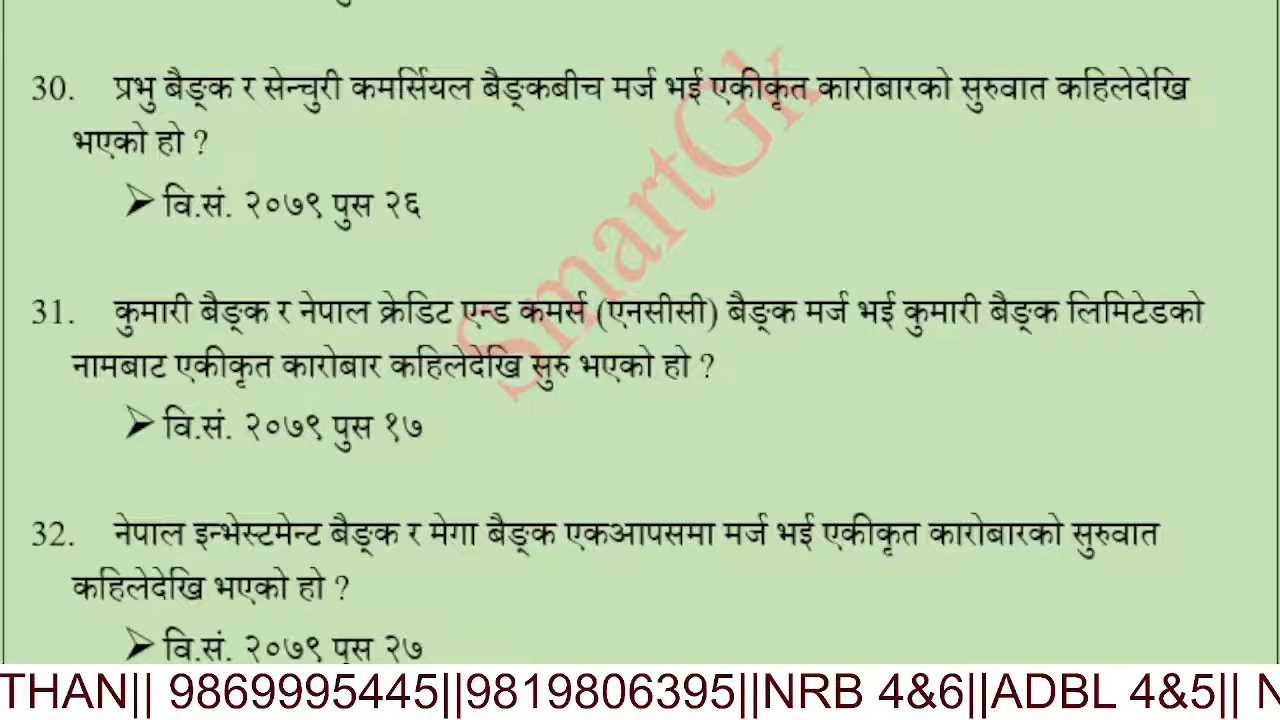 30. प्रभु बैङ्क र सेन्चुरी कमर्सियल बैङ्कबीच मर्ज भई एकीकृत कारोबारको सुरुवात कहिलेदेखि
भएको हो ?
➢ वि.सं. २०७९ पुस २६
31. कुमारी बैङ्क र नेपाल क्रेडिट एन्ड कमर्स (एनसीसी) बैङ्क मर्ज भई कुमारी बैङ्क लिमिटेडको
नामबाट एकीकृत कारोबार कहिलेदेखि सुरु भएको हो ?
➢ वि.सं. २०७९ पुस १७
32. नेपाल इन्भेस्टमेन्ट बैङ्क र मेगा बैङ्क एकआपसमा मर्ज भई एकीकृत कारोबारको सुरुवात
कहिलेदेखि भएको हो ?
➢ वि.सं. २०७९ पुस २७
SmartGk
THAN|| 9869995445||9819806395||NRB 4&6||ADBL 4&5|| N